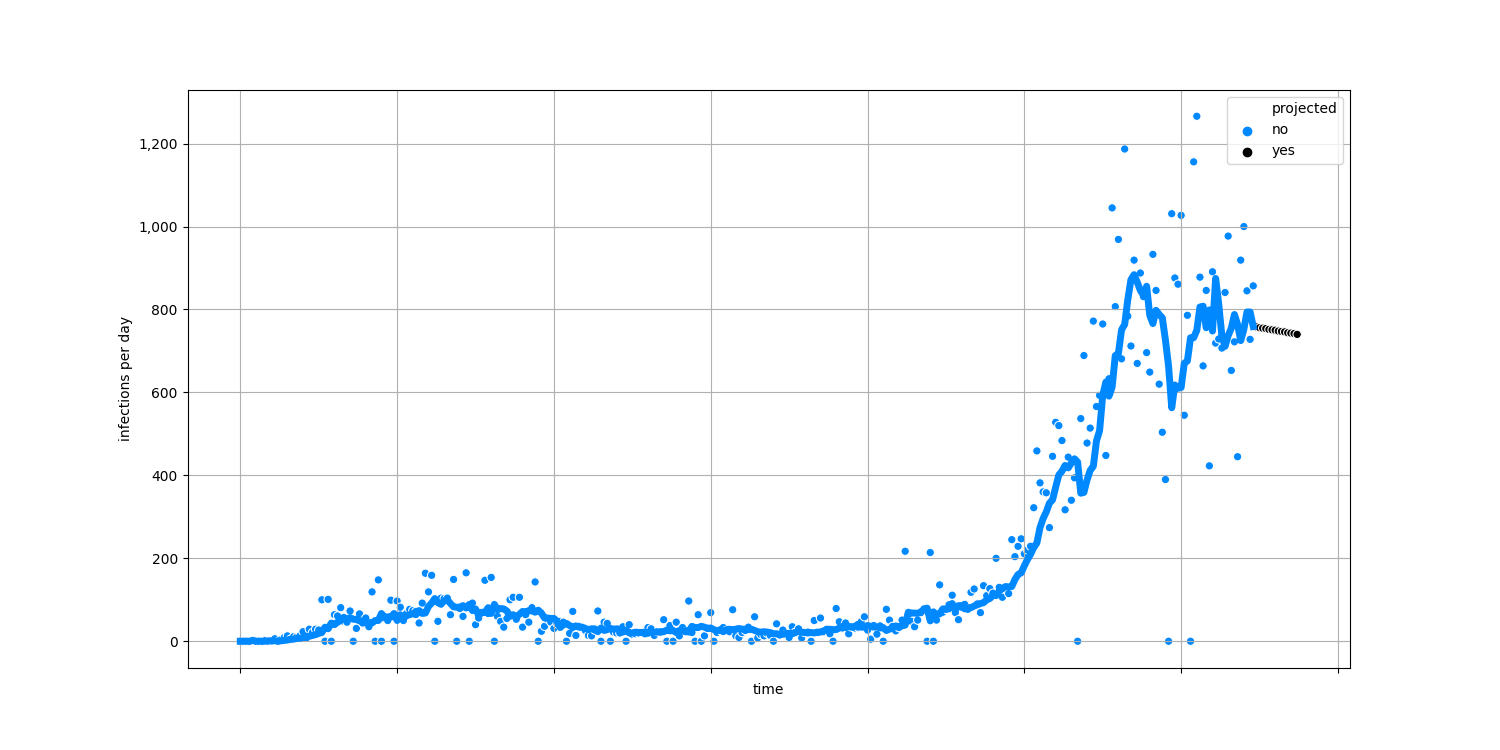 projected
no
yes
1,200
1,000
800
600
400
200
0
infections per day
time